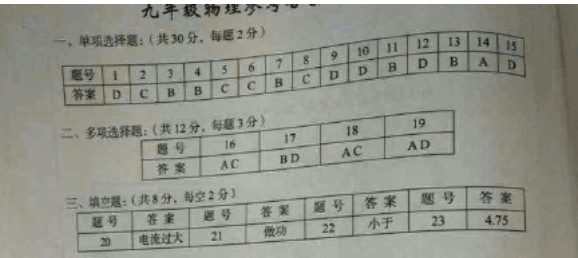 九年级物理参考答
一、单项选择题:(共30分,每题2分)
题号 1 2 3 4 5 6 7 8 9 10 11 12 13 14 15
答案 D C B B C C B C D D B D B A D
二、多项选择题:(共12分,每题3分)
题 号 16 17 18 19
答 案 AC BD AC AD
三、填空题:(共8分,每空2分)
题 号 答 案 题 号 答 案 题 号 答 案 题 号 答 案
20 电流过大 21 做功 22 小于 23 4.75